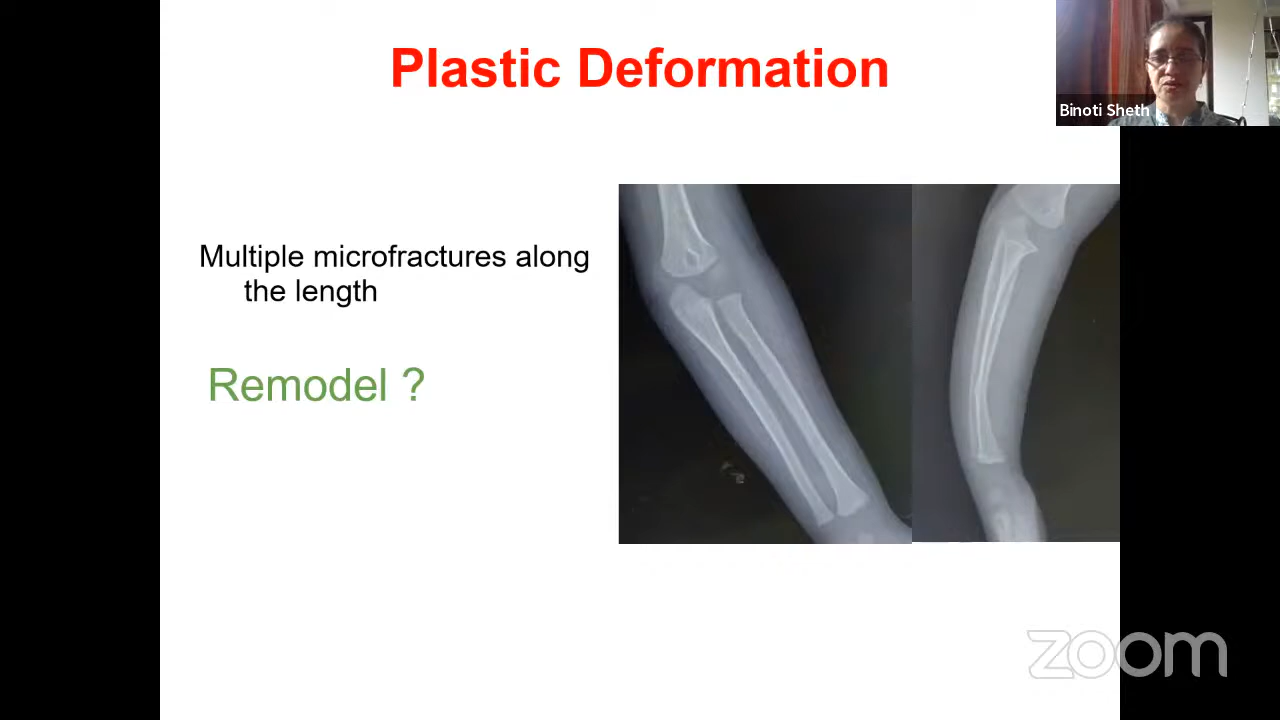 Plastic Deformation
Binoti Sheth
Multiple microfractures along
the length
Remodel ?
zoom